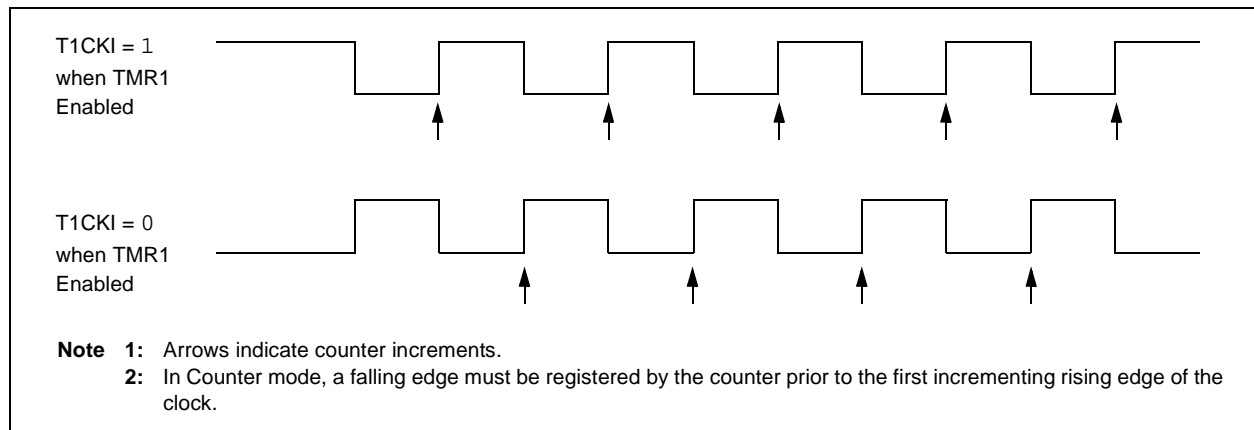 T1CKI = 1
when TMR1
Enabled
T1CKI = 0
when TMR1
Enabled
Note 1: Arrows indicate counter increments.
2: In Counter mode, a falling edge must be registered by the counter prior to the first incrementing rising edge of the
clock.